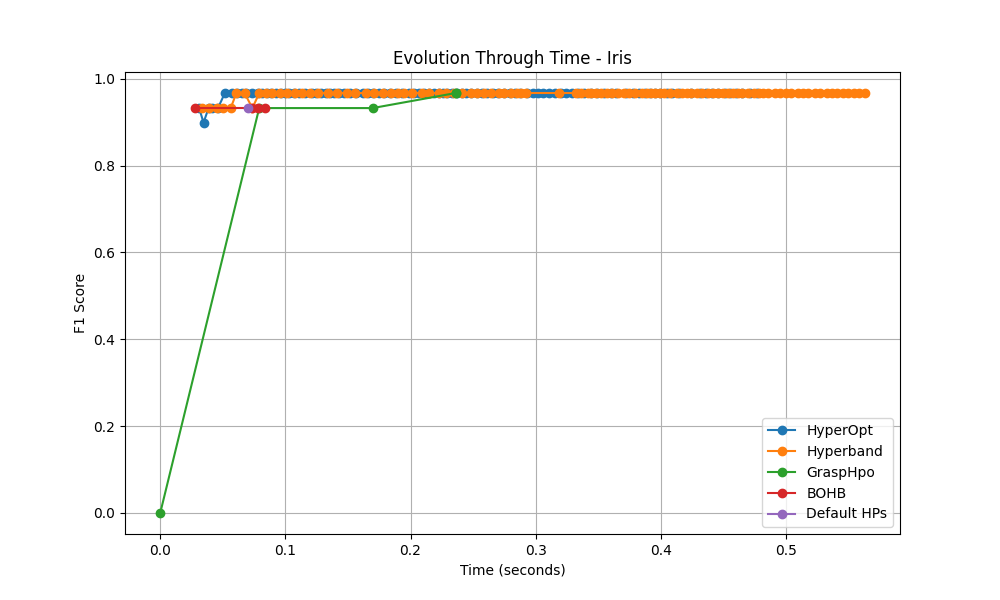 Evolution Through Time - Iris
1.0
0.8
0.6
0.4
0.2
0.0
F1 Score
0.0 0.1 0.2 0.3 0.4 0.5
Time (seconds)
HyperOpt
Hyperband
GraspHpo
BOHB
Default HPs